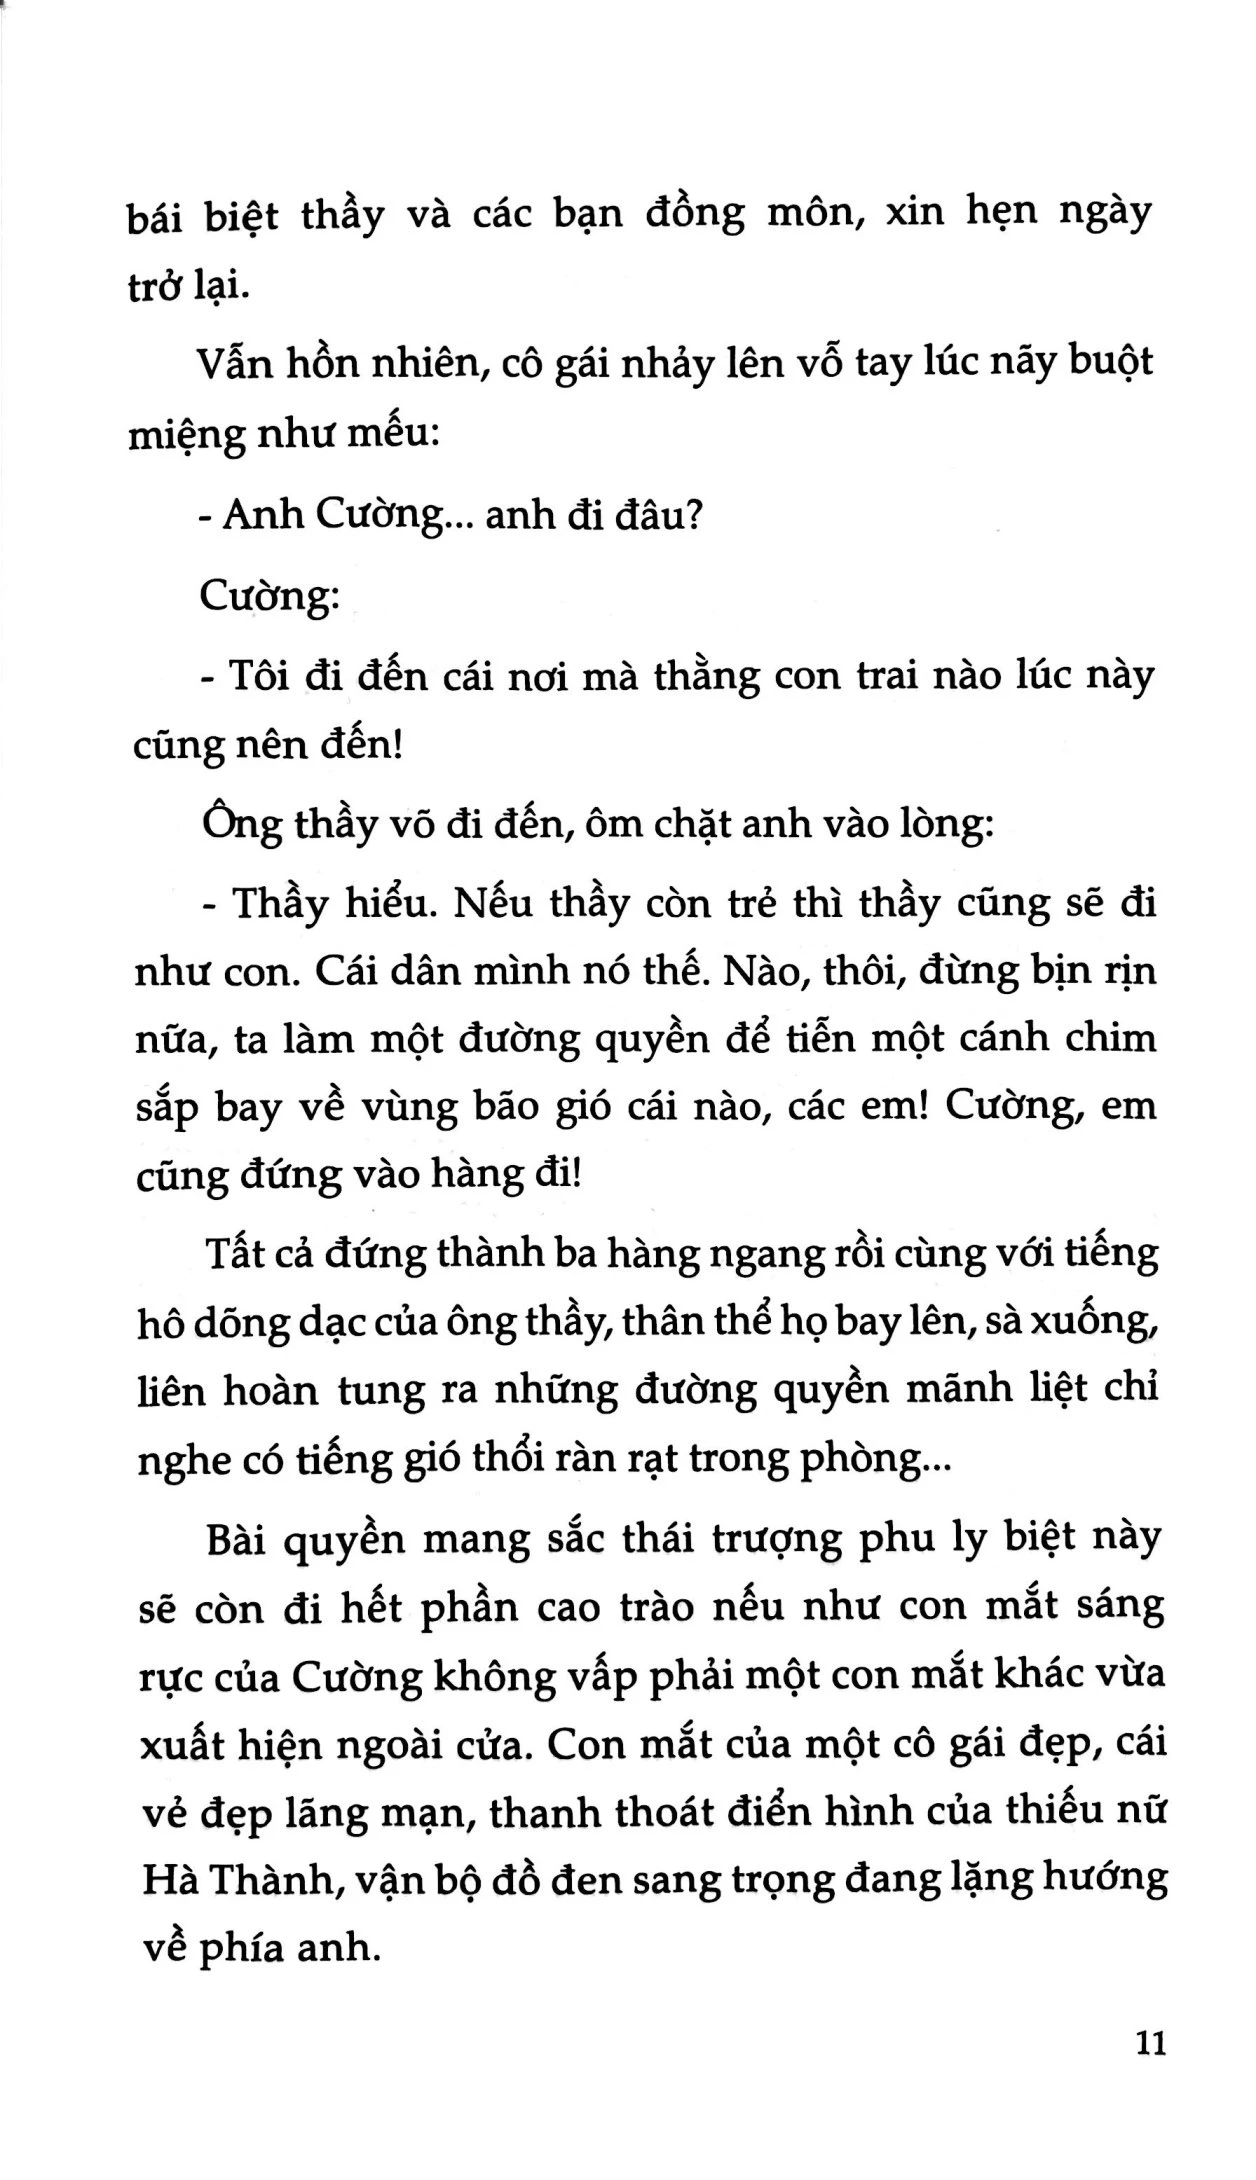 bái biệt thầy và các bạn đồng môn, xin hẹn ngày
trở lại.
Vẫn hồn nhiên, cô gái nhảy lên vỗ tay lúc nãy buột
miệng như mếu:
- Anh Cường... anh đi đâu?
Cường:
- Tôi đi đến cái nơi mà thằng con trai nào lúc này
cũng nên đến!
Ông thầy võ đi đến, ôm chặt anh vào lòng:
- Thầy hiểu. Nếu thầy còn trẻ thì thầy cũng sẽ đi
như con. Cái dân mình nó thế. Nào, thôi, đừng bịn rịn
nữa, ta làm một đường quyền để tiễn một cánh chim
sắp bay về vùng bão gió cái nào, các em! Cường, em
cũng đứng vào hàng đi!
Tất cả đứng thành ba hàng ngang rồi cùng với tiếng
hô dõng dạc của ông thầy, thân thể họ bay lên, sà xuống,
liên hoàn tung ra những đường quyền mãnh liệt chỉ
nghe có tiếng gió thổi ràn rạt trong phòng...
Bài quyền mang sắc thái trượng phu ly biệt này
sẽ còn đi hết phần cao trào nếu như con mắt sáng
rực của Cường không vấp phải một con mắt khác vừa
xuất hiện ngoài cửa. Con mắt của một cô gái đẹp, cái
vẻ đẹp lãng mạn, thanh thoát điển hình của thiếu nữ
Hà Thành, vận bộ đồ đen sang trọng đang lặng hướng
về phía anh.
11